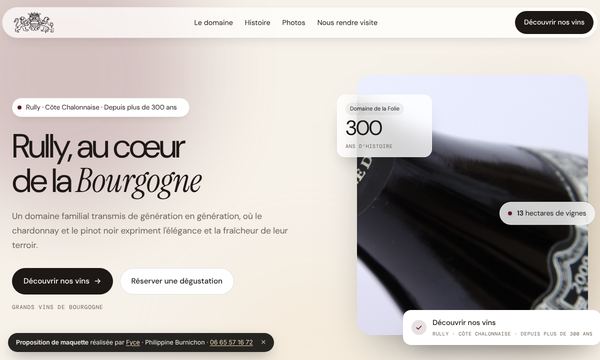 Le domaine
Histoire
Photos
Nous rendre visite
Découvrir nos vins
Rully · Côte Chalonnaise · Depuis plus de 300 ans
Rully, au cœur
de la Bourgogne
Un domaine familial transmis de génération en génération, où le
chardonnay et le pinot noir expriment l'élégance et la fraîcheur de leur
terroir.
Découvrir nos vins →
Réserver une dégustation
GRANDS VINS DE BOURGOGNE
Domaine de la Folie
300
ANS D'HISTOIRE
13 hectares de vignes
Découvrir nos vins
RULLY · CÔTE CHALONNAISE · DEPUIS PLUS DE 300 ANS
Proposition de maquette réalisée par Fyce · Philippine Burnichon · 06 65 57 16 72 ×